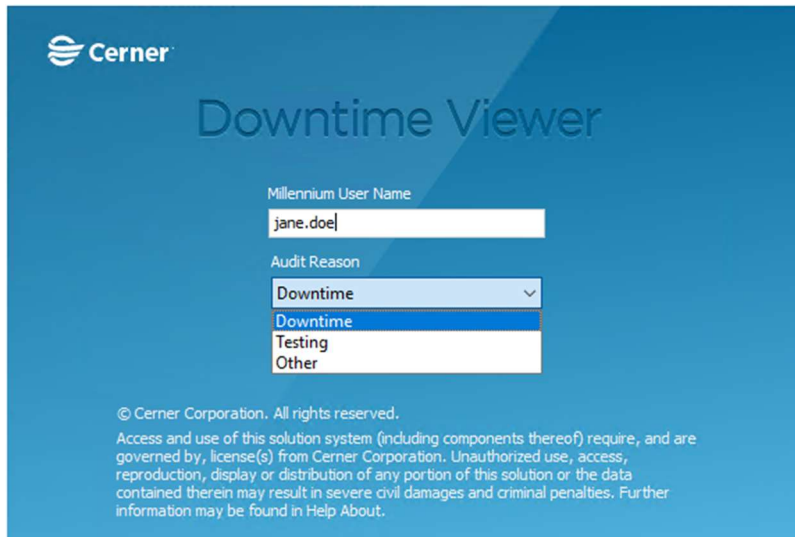 Cerner
Downtime Viewer
Millennium User Name
jane.doe
Audit Reason
Downtime
Downtime
Testing
Other
© Cerner Corporation. All rights reserved.
Access and use of this solution system (including components thereof) require, and are
governed by, license(s) from Cerner Corporation. Unauthorized use, access,
reproduction, display or distribution of any portion of this solution or the data
contained therein may result in severe civil damages and criminal penalties. Further
information may be found in Help About.